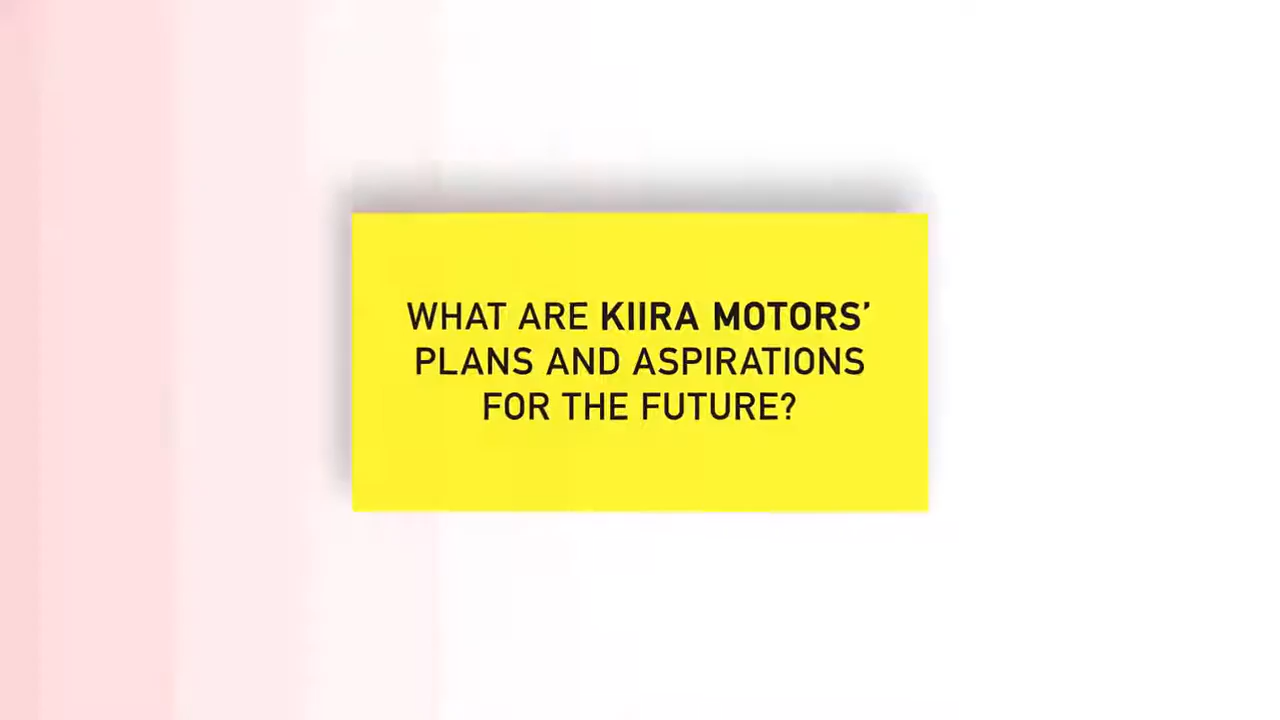 WHAT ARE KIIRA MOTORS’
PLANS AND ASPIRATIONS
FOR THE FUTURE?